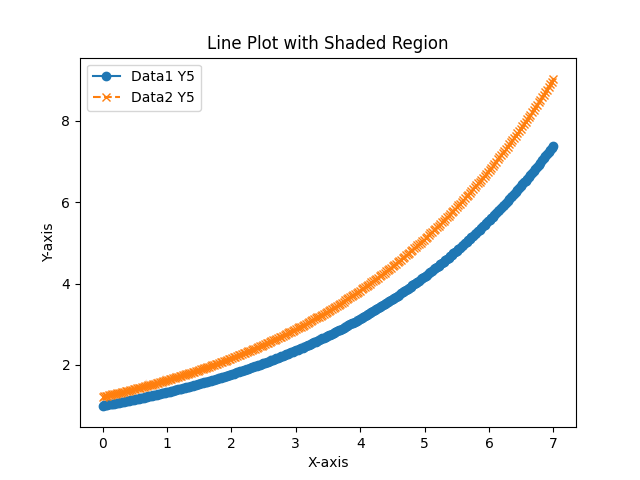 Line Plot with Shaded Region
Data1 Y5
Data2 Y5
Y-axis
8
6
4
2
0 1 2 3 4 5 6 7
X-axis